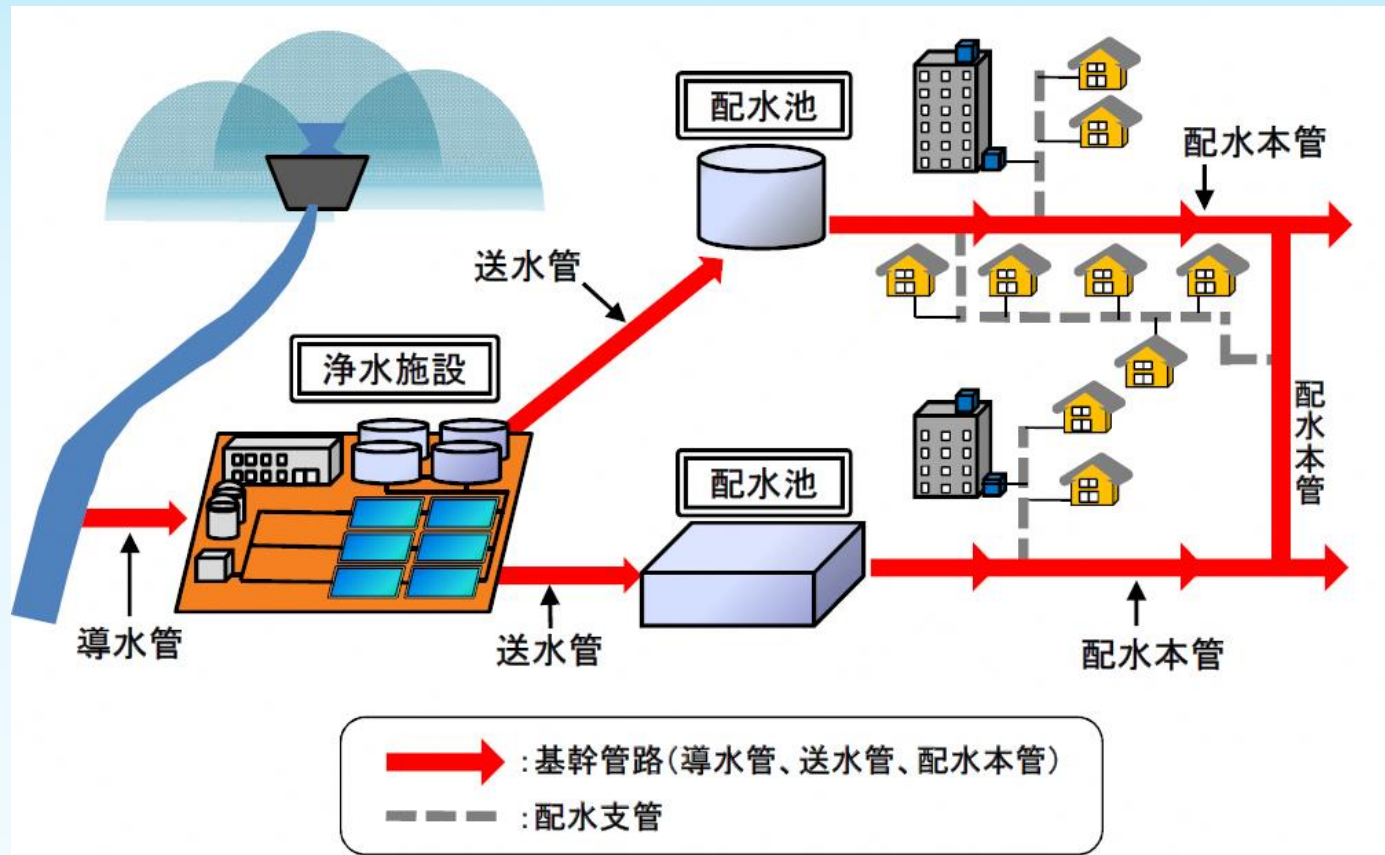 配水池
配水本管
送水管
浄水施設
配水本管
配水池
導水管
送水管
配水本管
:基幹管路(導水管、送水管、配水本管)
:配水支管